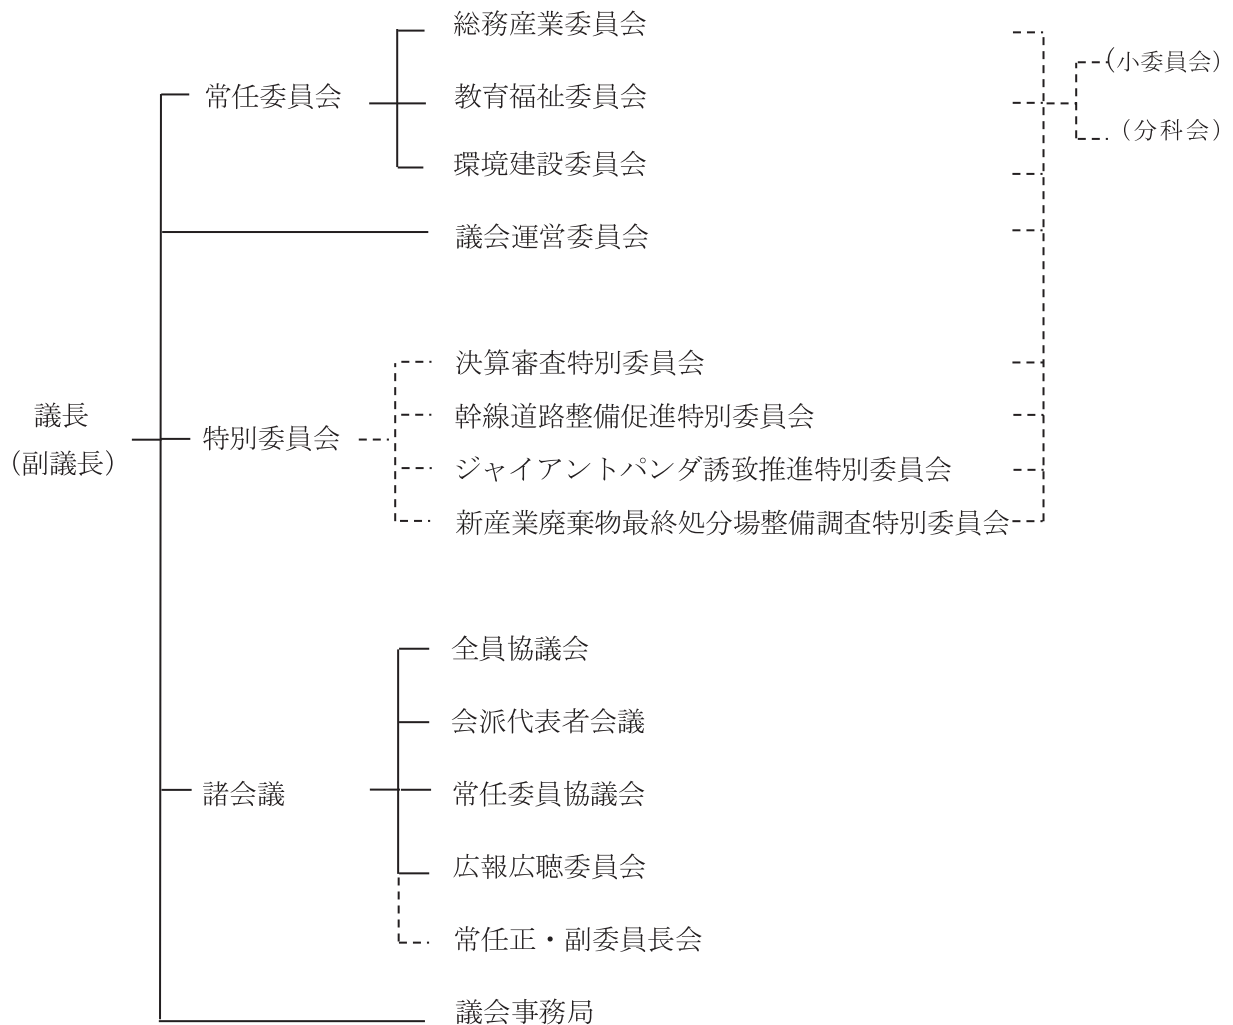 総務産業委員会
(小委員会)
常任委員会
教育福祉委員会
(分科会)
環境建設委員会
議会運営委員会
決算審査特別委員会
議長
幹線道路整備促進特別委員会
特別委員会
(副議長)
ジャイアントパンダ誘致推進特別委員会
新産業廃棄物最終処分場整備調査特別委員会
全員協議会
会派代表者会議
諸会議
常任委員協議会
広報広聴委員会
常任正・副委員長会
議会事務局